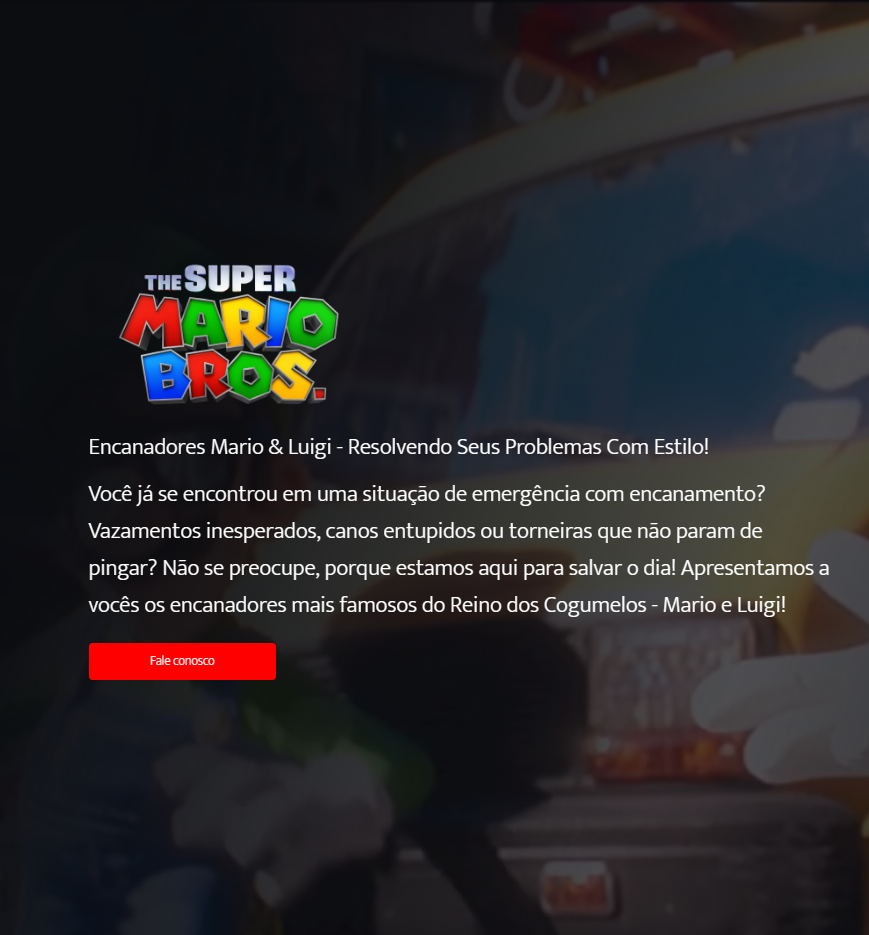 THE SUPER
MARIO
BROS.
Encanadores Mario & Luigi - Resolvendo Seus Problemas Com Estilo!
Você já se encontrou em uma situação de emergência com encanamento?
Vazamentos inesperados, canos entupidos ou torneiras que não param de
pingar? Não se preocupe, porque estamos aqui para salvar o dia! Apresentamos a
vocês os encanadores mais famosos do Reino dos Cogumelos - Mario e Luigi!
Fale conosco